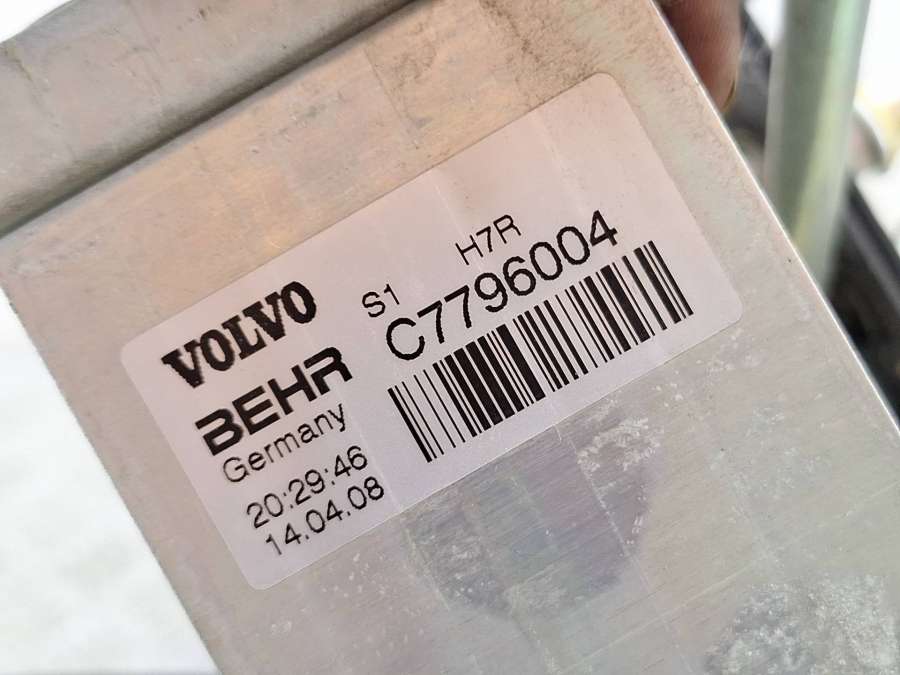 VOLVO
BEHR
Germany
20:29:46
14.04.08
S1 H7R
C7796004